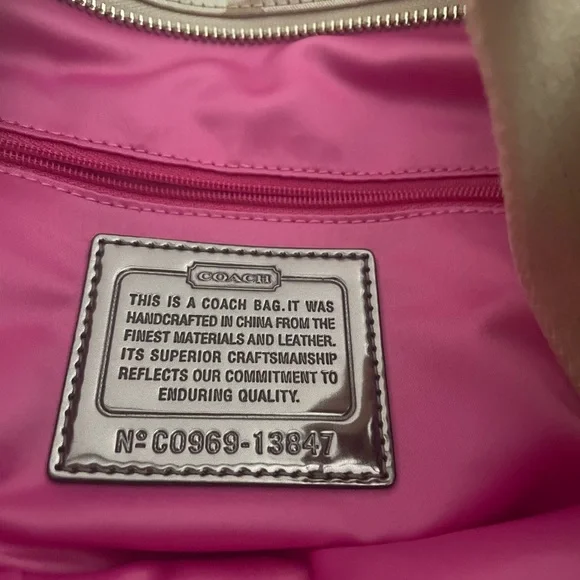 COACH
THIS IS A COACH BAG. IT WAS
HANDCRAFTED IN CHINA FROM THE
FINEST MATERIALS AND LEATHER.
ITS SUPERIOR CRAFTSMANSHIP
REFLECTS OUR COMMITMENT TO
ENDURING QUALITY.
Nº C0969-13847